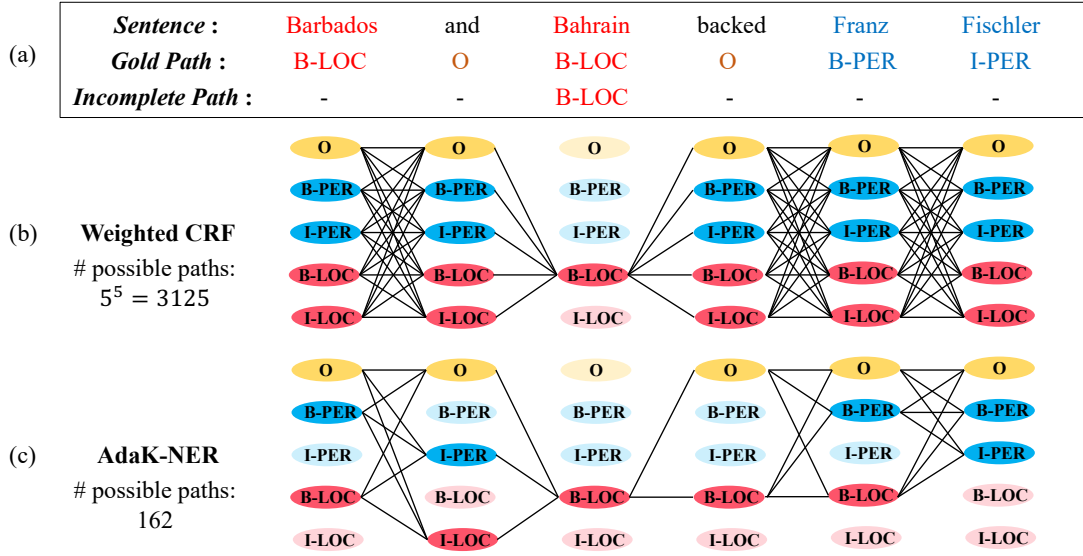 (a)
Sentence : Barbados and Bahrain backed Franz Fischler
Gold Path : B-LOC O B-LOC O B-PER I-PER
Incomplete Path : - - B-LOC - - -
O O O O O O
B-PER B-PER B-PER B-PER B-PER B-PER
(b) Weighted CRF I-PER I-PER I-PER I-PER I-PER I-PER
# possible paths: B-LOC B-LOC B-LOC B-LOC B-LOC B-LOC
5⁵ = 3125
I-LOC I-LOC I-LOC I-LOC I-LOC I-LOC
O O O O O O
B-PER B-PER B-PER B-PER B-PER B-PER
(c) AdaK-NER I-PER I-PER I-PER I-PER I-PER I-PER
# possible paths: B-LOC B-LOC B-LOC B-LOC B-LOC B-LOC
162
I-LOC I-LOC I-LOC I-LOC I-LOC I-LOC